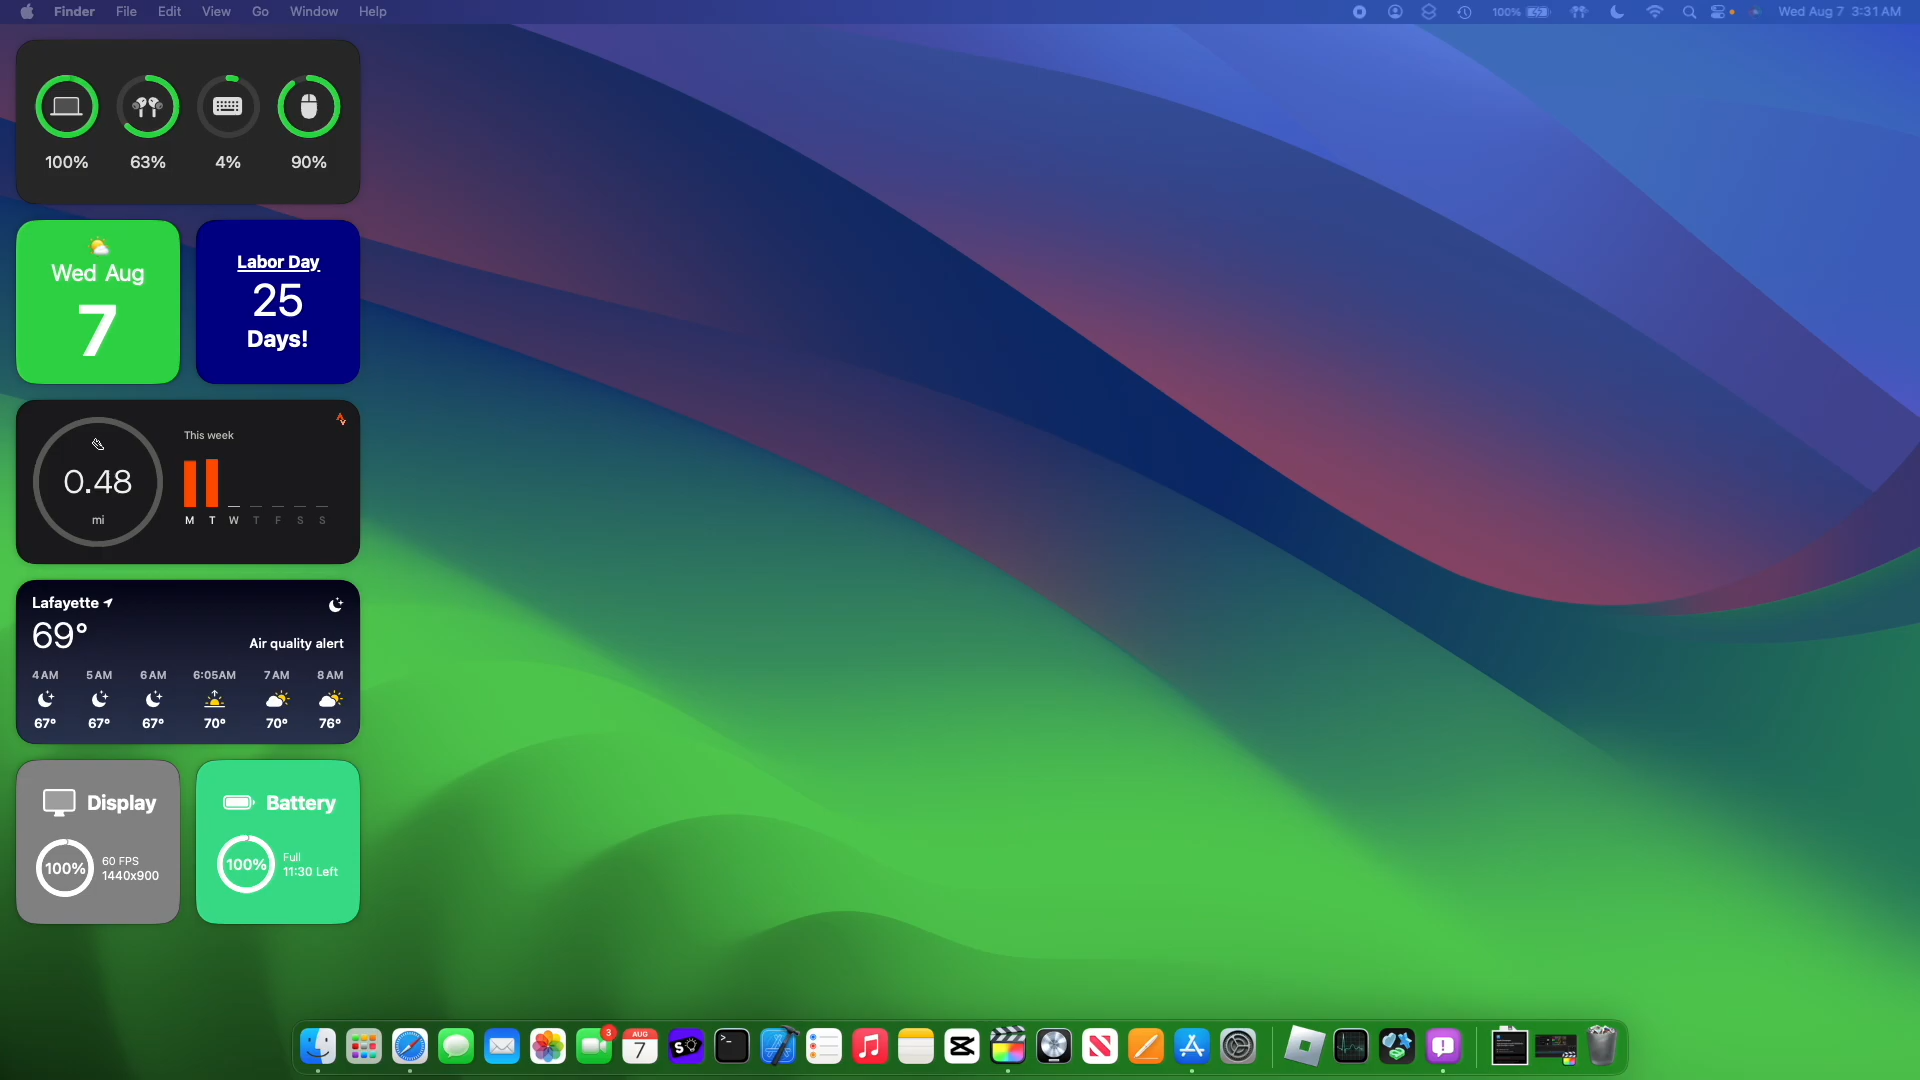 Finder File Edit View Go Window Help
100% Wed Aug 7 3:31 AM
100% 63% 4% 90%
Wed Aug
7
Labor Day
25
Days!
This week
0.48
mi
M T W T F S S
Lafayette
69°
Air quality alert
4 AM 5 AM 6 AM 6:05AM 7 AM 8 AM
67° 67° 67° 70° 70° 76°
Display
100%
60 FPS
1440x900
Battery
100%
Full
11:30 Left
3
AUG
7
S
>_